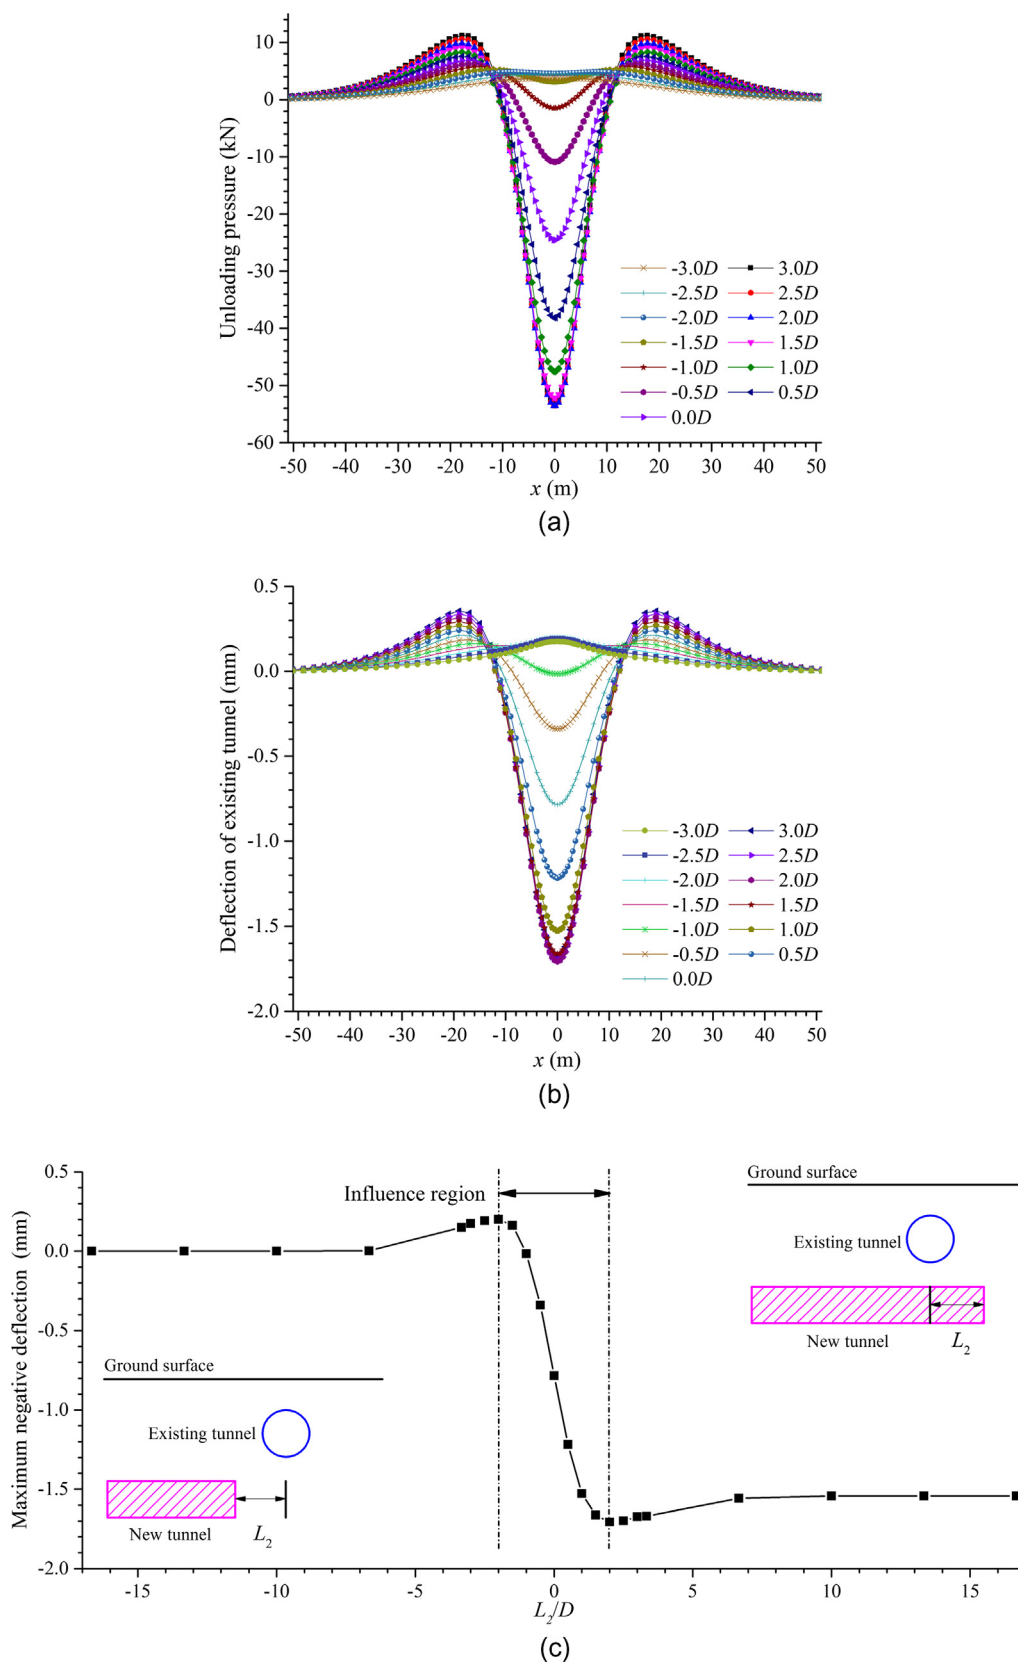 10
0
-10
-20
-30
-40
-50
-60
Unloading pressure (kN)
-3.0D 3.0D
-2.5D 2.5D
-2.0D 2.0D
-1.5D 1.5D
-1.0D 1.0D
-0.5D 0.5D
0.0D
-50 -40 -30 -20 -10 0 10 20 30 40 50
x (m)
(a)
0.5
0.0
-0.5
-1.0
-1.5
-2.0
Deflection of existing tunnel (mm)
-3.0D 3.0D
-2.5D 2.5D
-2.0D 2.0D
-1.5D 1.5D
-1.0D 1.0D
-0.5D 0.5D
0.0D
-50 -40 -30 -20 -10 0 10 20 30 40 50
x (m)
(b)
0.5
0.0
-0.5
-1.0
-1.5
-2.0
Maximum negative deflection (mm)
Influence region
Ground surface
Existing tunnel
New tunnel
L2
Ground surface
Existing tunnel
New tunnel
L2
-15 -10 -5 0 5 10 15
L2/D
(c)